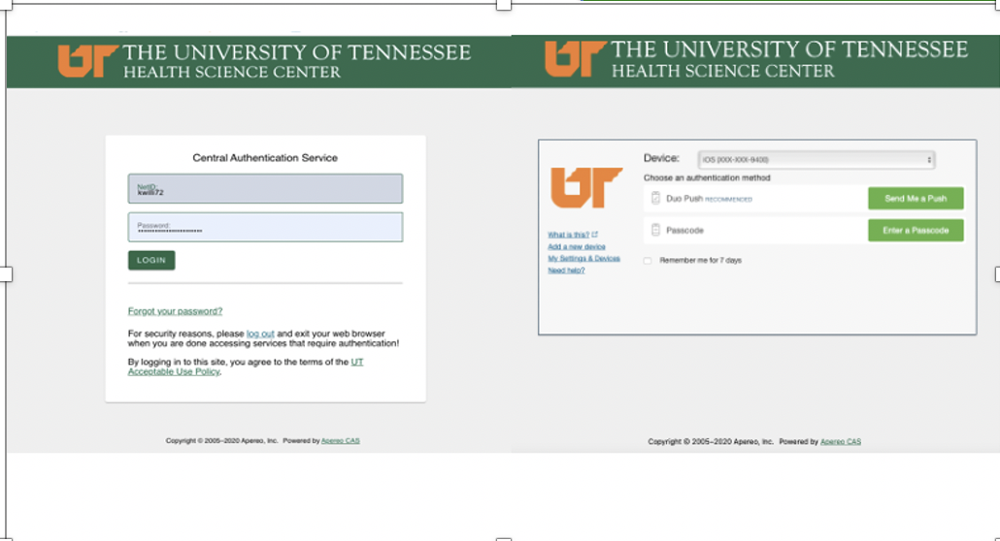 UT THE UNIVERSITY OF TENNESSEE
HEALTH SCIENCE CENTER
Central Authentication Service
NetID:
kwilli72
Password:
LOGIN
Forgot your password?
For security reasons, please log out and exit your web browser
when you are done accessing services that require authentication!
By logging in to this site, you agree to the terms of the UT
Acceptable Use Policy.
Copyright © 2005–2020 Apereo, Inc. Powered by Apereo CAS
UT THE UNIVERSITY OF TENNESSEE
HEALTH SCIENCE CENTER
Device: iOS (XXX-XXX-9400)
Choose an authentication method
UT
Duo Push RECOMMENDED Send Me a Push
Passcode Enter a Passcode
What is this?
Add a new device
My Settings & Devices
Need help?
Remember me for 7 days
Copyright © 2005–2020 Apereo, Inc. Powered by Apereo CAS